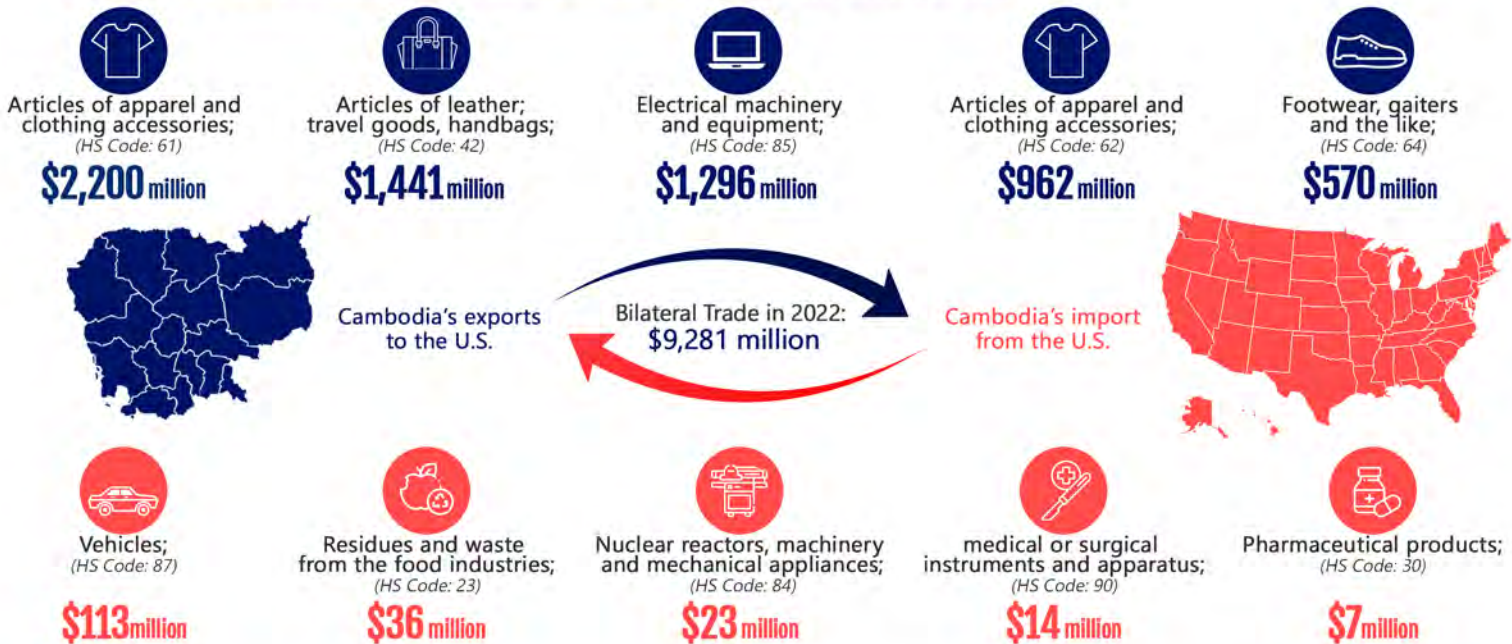 Articles of apparel and
clothing accessories;
(HS Code: 61)
$2,200 million
Articles of leather;
travel goods, handbags;
(HS Code: 42)
$1,441 million
Electrical machinery
and equipment;
(HS Code: 85)
$1,296 million
Articles of apparel and
clothing accessories;
(HS Code: 62)
$962 million
Footwear, gaiters
and the like;
(HS Code: 64)
$570 million
Cambodia's exports
to the U.S.
Bilateral Trade in 2022:
$9,281 million
Cambodia's import
from the U.S.
Vehicles;
(HS Code: 87)
$113 million
Residues and waste
from the food industries;
(HS Code: 23)
$36 million
Nuclear reactors, machinery
and mechanical appliances;
(HS Code: 84)
$23 million
medical or surgical
instruments and apparatus;
(HS Code: 90)
$14 million
Pharmaceutical products;
(HS Code: 30)
$7 million